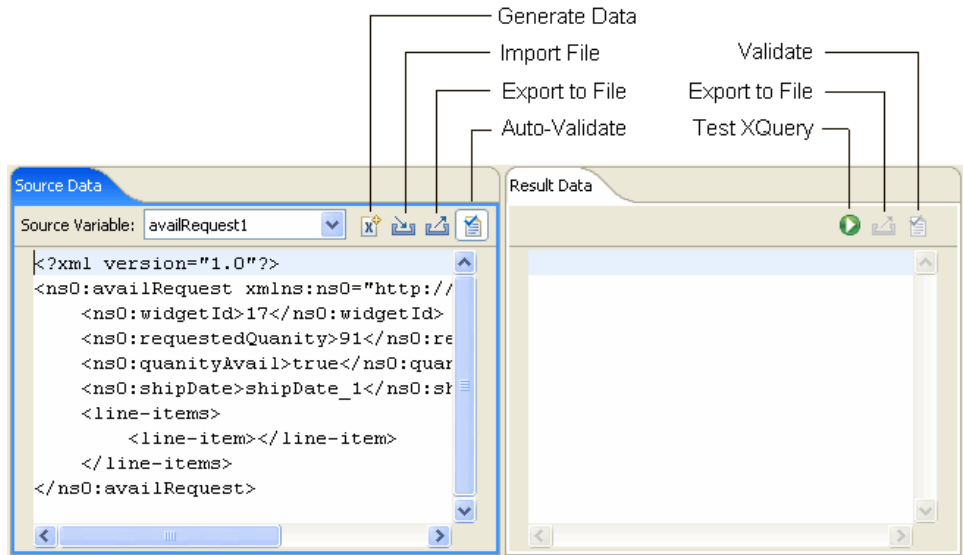 Generate Data
Import File Validate
Export to File Export to File
Auto-Validate Test XQuery
Source Data Result Data
Source Variable: availRequest1
<?xml version="1.0"?>
<ns0:availRequest xmlns:ns0="http://
<ns0:widgetId>17</ns0:widgetId>
<ns0:requestedQuanity>91</ns0:re
<ns0:quanityAvail>true</ns0:quar
<ns0:shipDate>shipDate_1</ns0:sh
<line-items>
<line-item></line-item>
</line-items>
</ns0:availRequest>